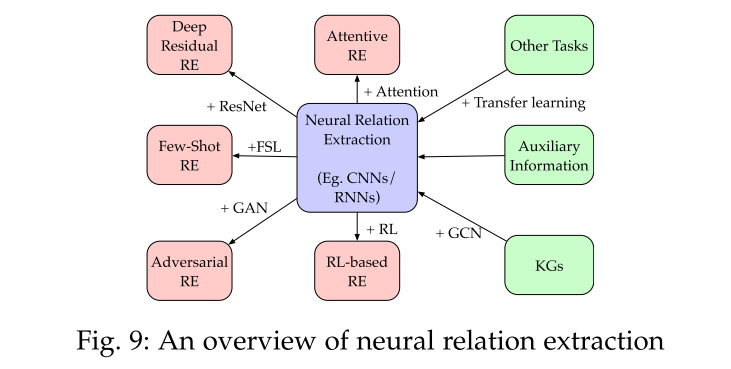 Deep
Residual
RE
Attentive
RE
Other Tasks
+ ResNet
+ Attention
+ Transfer learning
Neural Relation
Extraction
(Eg. CNNs/
RNNs)
Few-Shot
RE
+FSL
Auxiliary
Information
+ GAN
+ RL
+ GCN
Adversarial
RE
RL-based
RE
KGs
Fig. 9: An overview of neural relation extraction